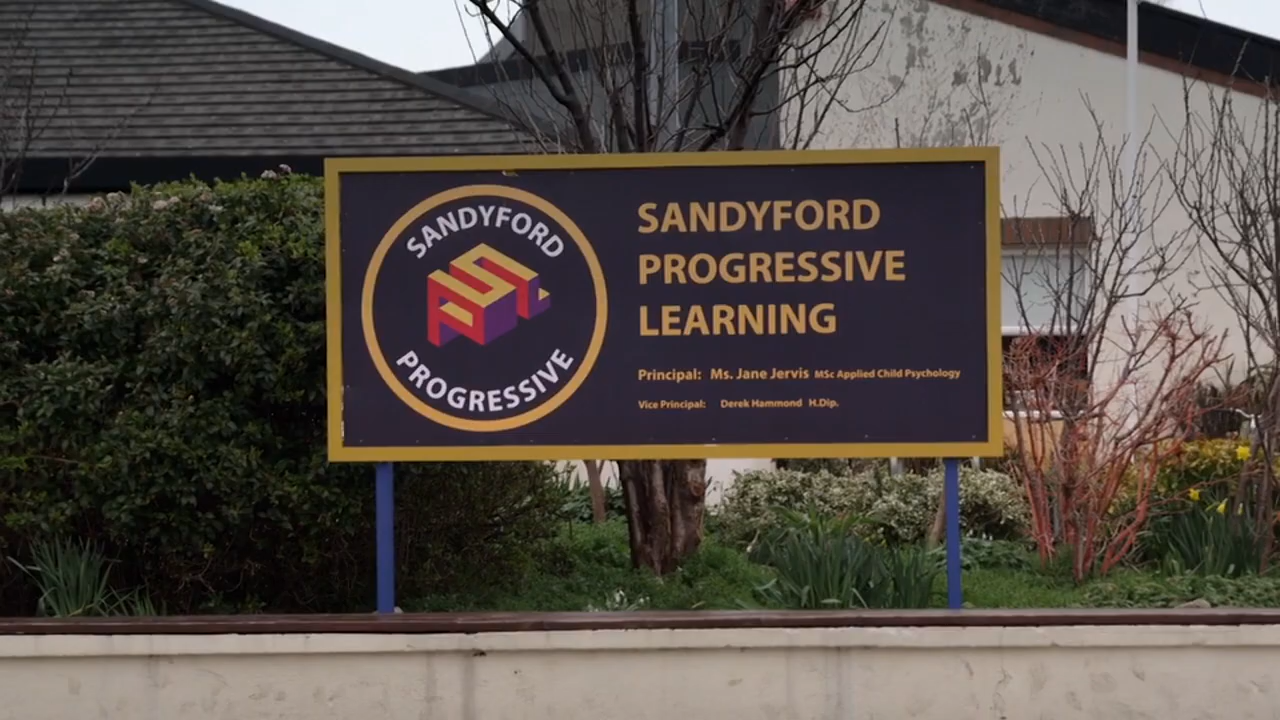 SANDYFORD
PROGRESSIVE
SANDYFORD
PROGRESSIVE
LEARNING
Principal: Ms. Jane Jervis MSc Applied Child Psychology
Vice Principal: Derek Hammond H.Dip.